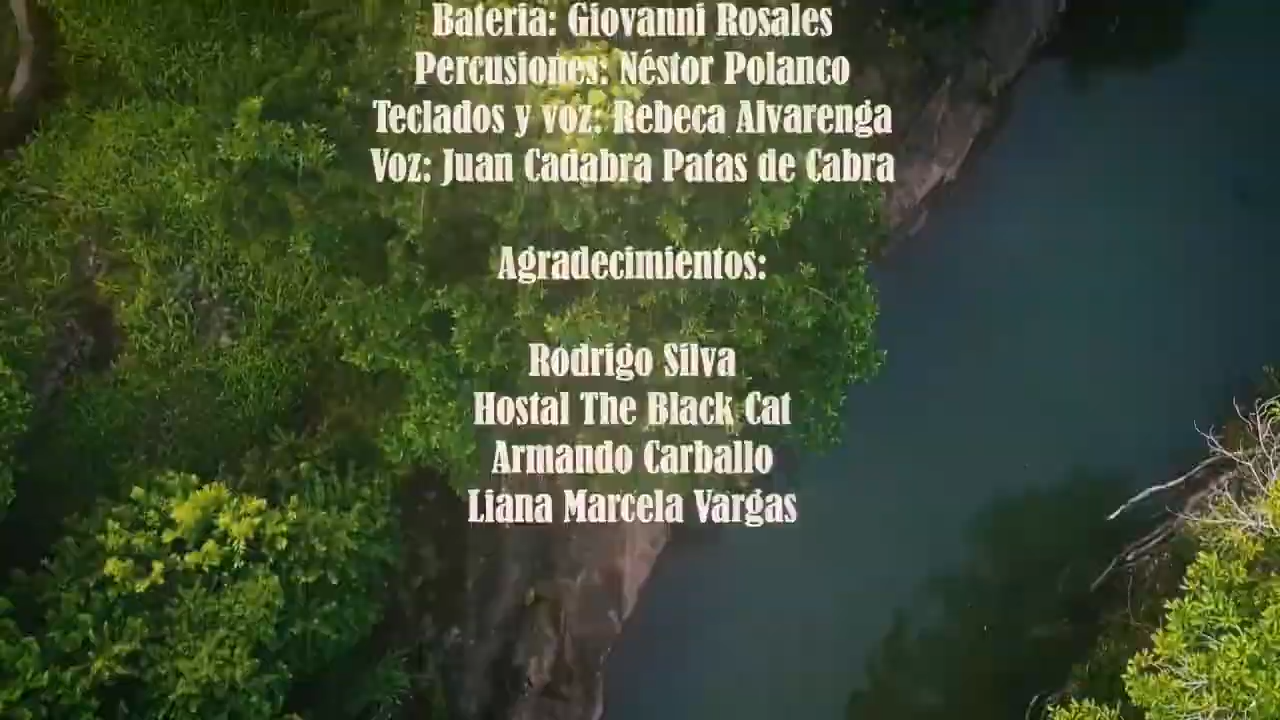 Bateria: Giovanni Rosales
Percusiones: Néstor Polanco
Teclados y voz: Rebeca Alvarenga
Voz: Juan Cadabra Patas de Cabra
Agradecimientos:
Rodrigo Silva
Hostal The Black Cat
Armando Carballo
Liana Marcela Vargas